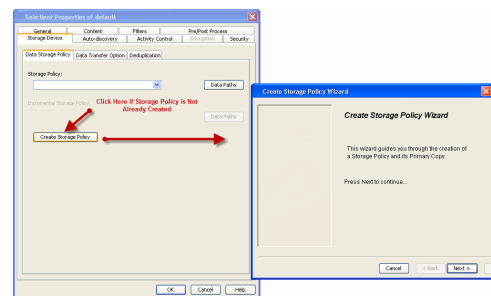 Subclient Properties of default
General Content Filters Pre/Post Process
Storage Device Auto-discovery Activity Control Encryption Security
Data Storage Policy Data Transfer Option Deduplication
Storage Policy:
Data Paths
Incremental Storage Policy:
Click Here if Storage Policy is Not
Already Created
Data Paths
Create Storage Policy
OK Cancel Help
Create Storage Policy Wizard
Create Storage Policy Wizard
This wizard guides you through the creation of
a Storage Policy and its Primary Copy.
Press Next to continue...
Cancel < Back Next >